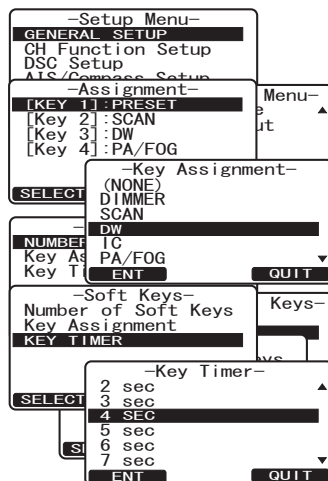 –Setup Menu–
GENERAL SETUP
CH Function Setup
DSC Setup
AIS/Compass Setup
–Assignment–
[KEY 1]:PRESET
[Key 2]:SCAN
[Key 3]:DW
[Key 4]:PA/FOG
SELECT
Menu–
–Key Assignment–
(NONE)
DIMMER
SCAN
DW
IC
PA/FOG
ENT QUIT
NUMBER
Key As
Key Ti
Keys–
–Soft Keys–
Number of Soft Keys
Key Assignment
KEY TIMER
SELECT
–Key Timer–
2 sec
3 sec
4 SEC
5 sec
6 sec
7 sec
ENT QUIT